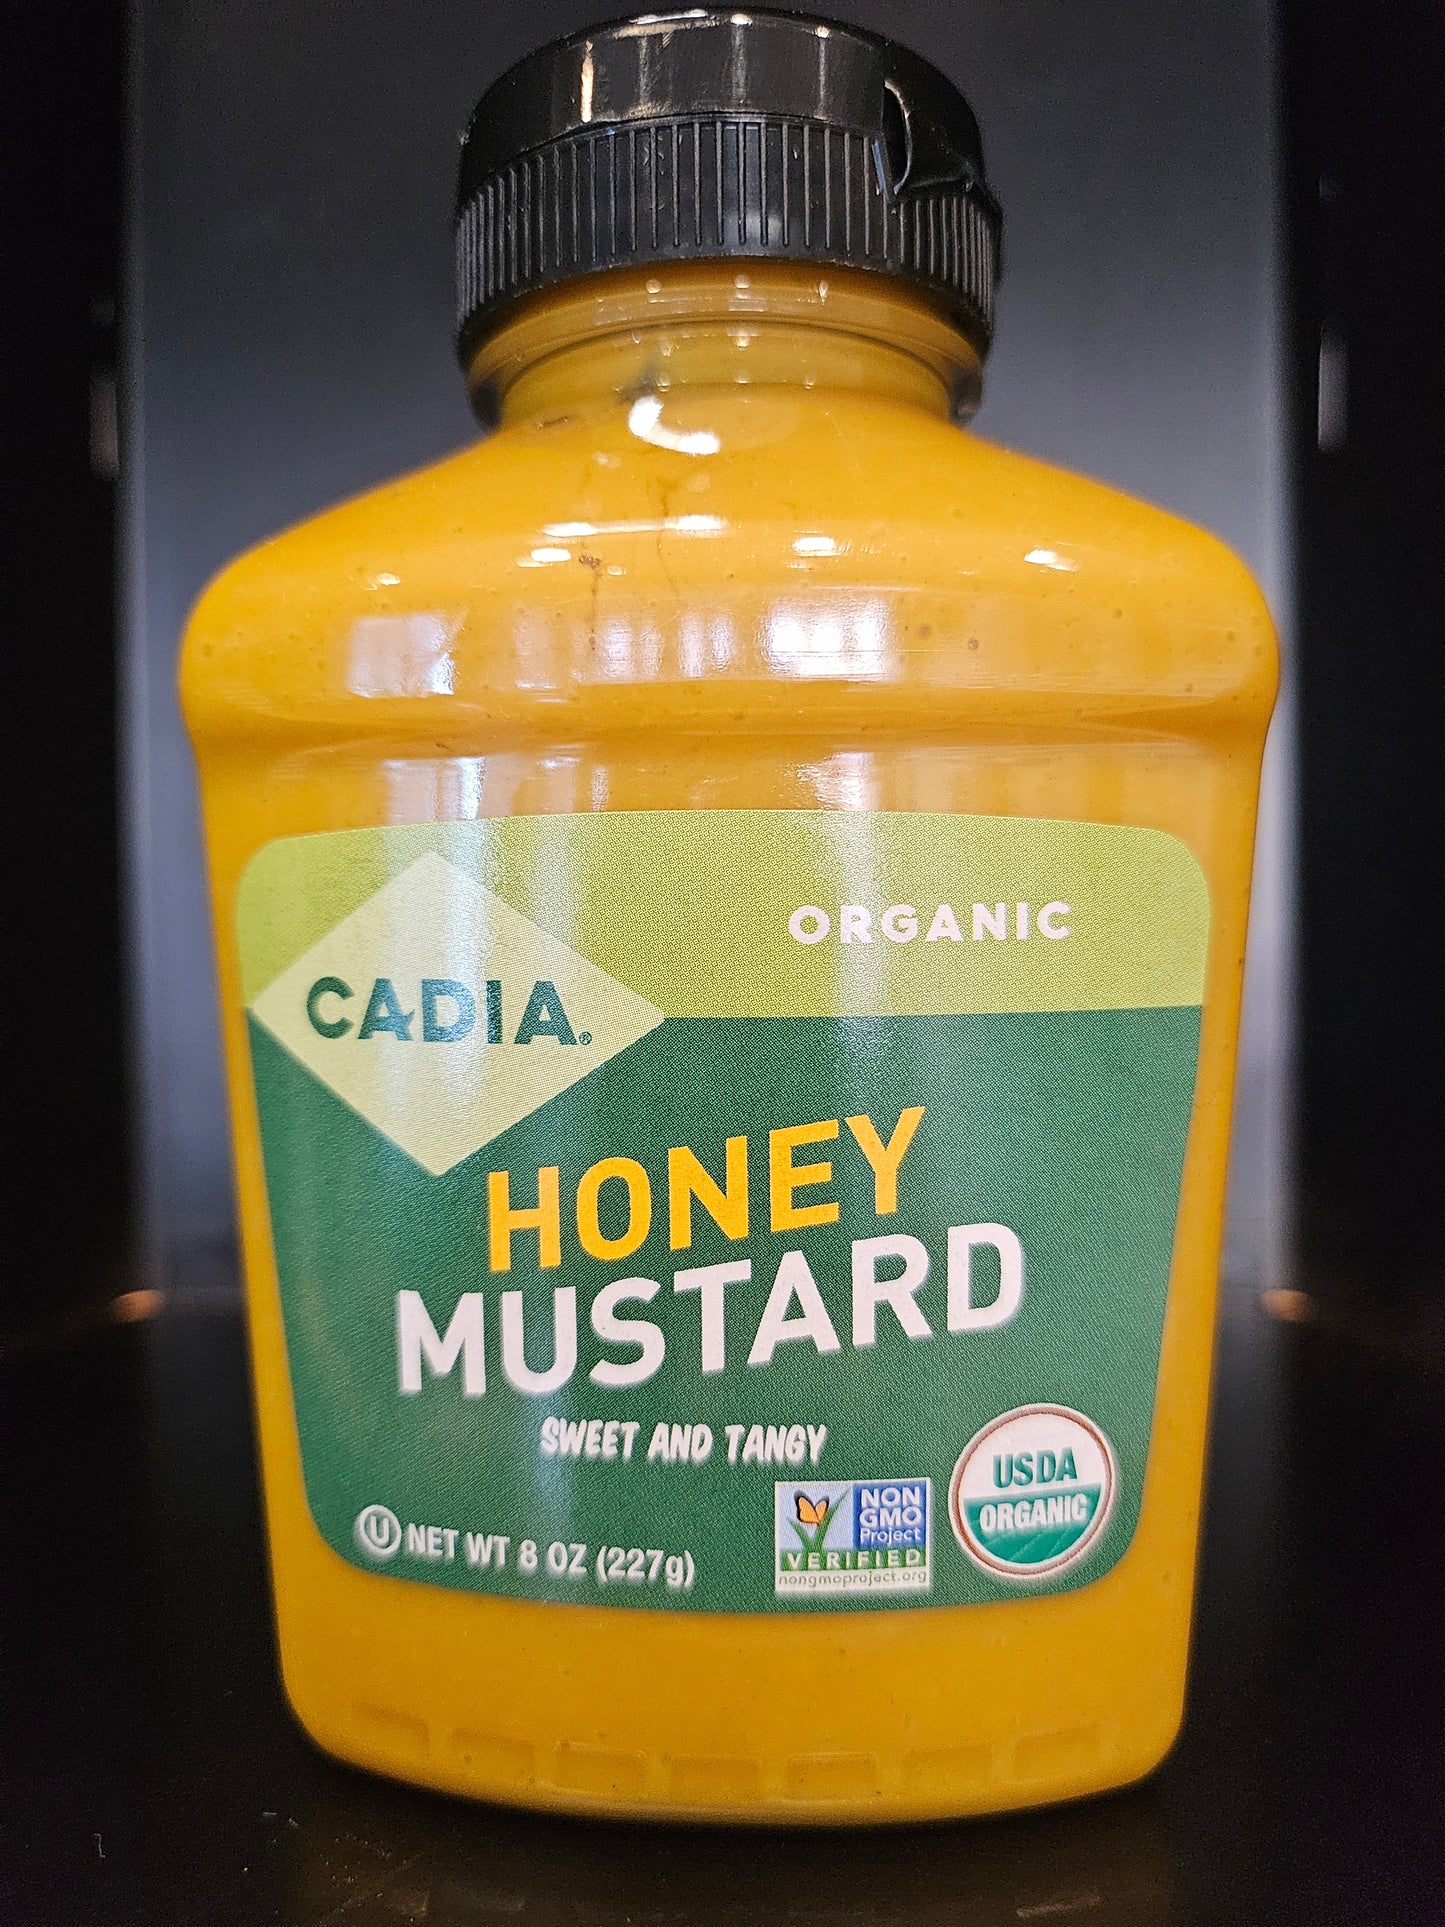 ORGANIC
CADIA®
HONEY
MUSTARD
SWEET AND TANGY
U NET WT 8 OZ (227g)
NON
GMO
Project
VERIFIED
nongmoproject.org
USDA
ORGANIC